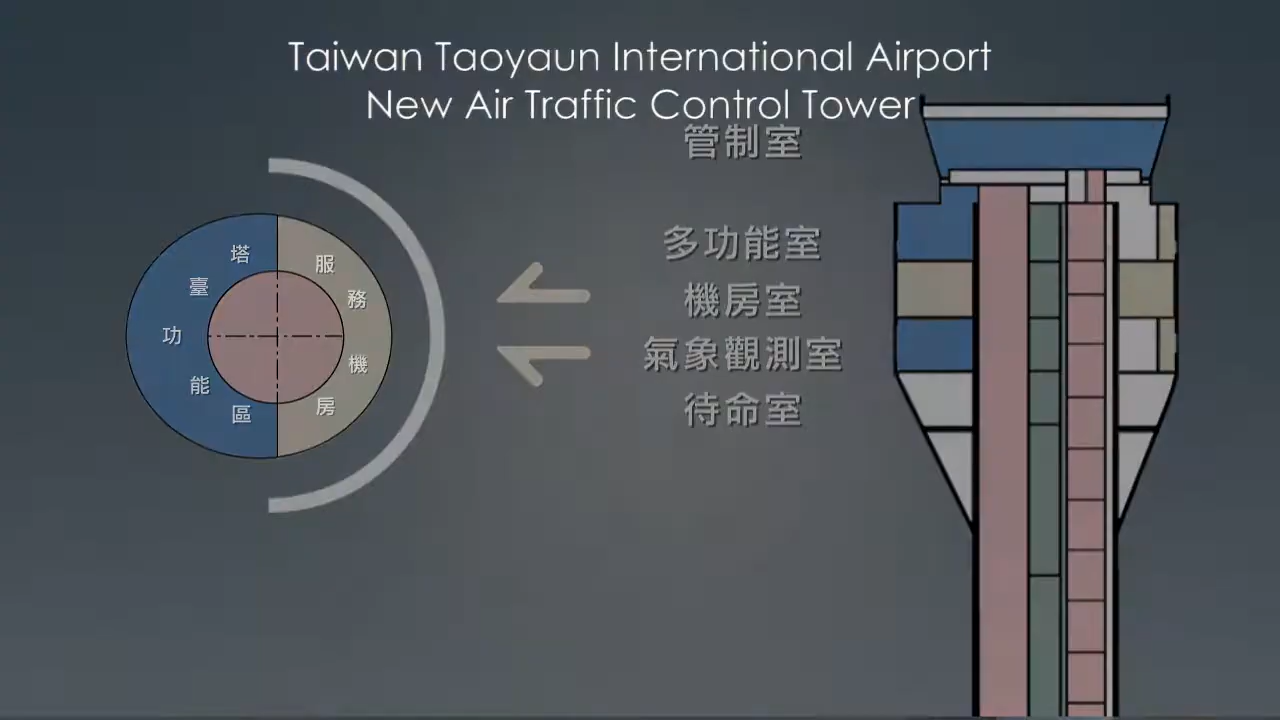 Taiwan Taoyaun International Airport
New Air Traffic Control Tower
管制室
多功能室
機房室
氣象觀測室
待命室
塔臺功能區
服務機房